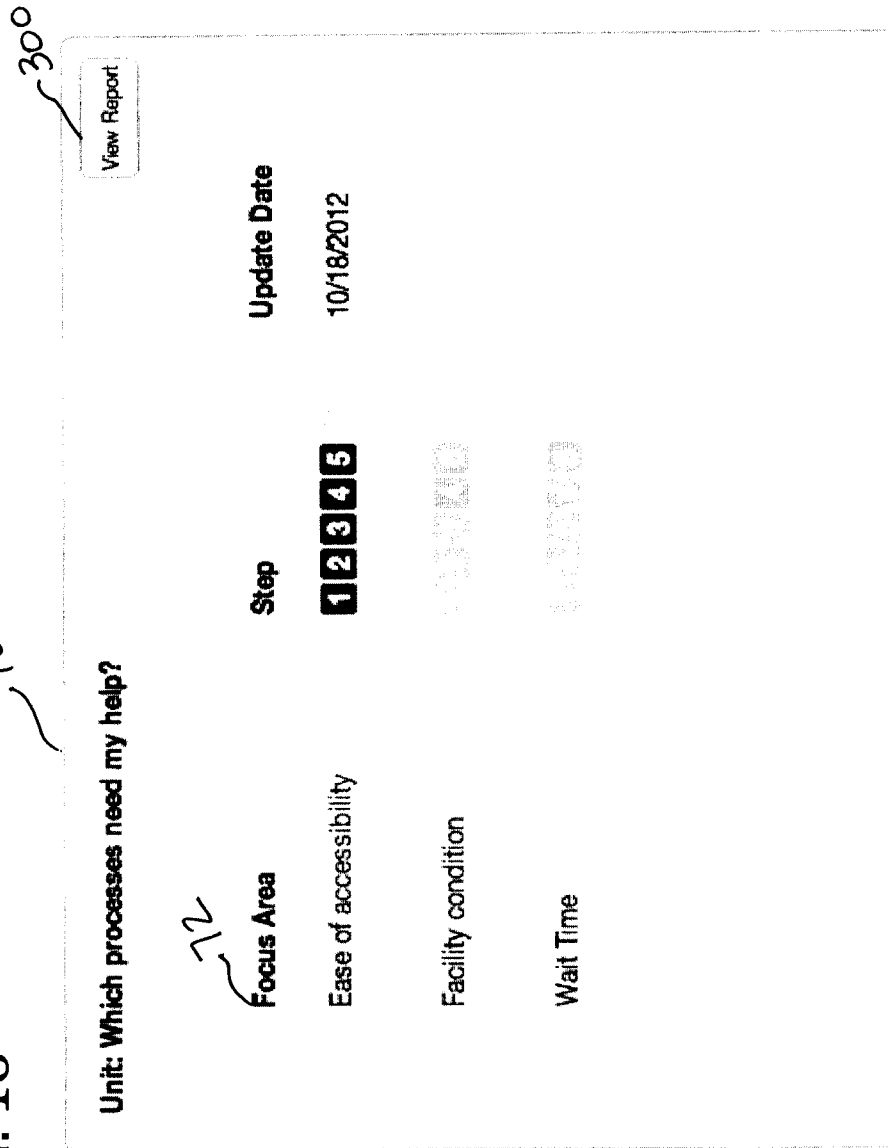 300
View Report
Unit: Which processes need my help?
72
Focus Area Step Update Date
Ease of accessibility 1 2 3 4 5 10/18/2012
Facility condition
Wait Time